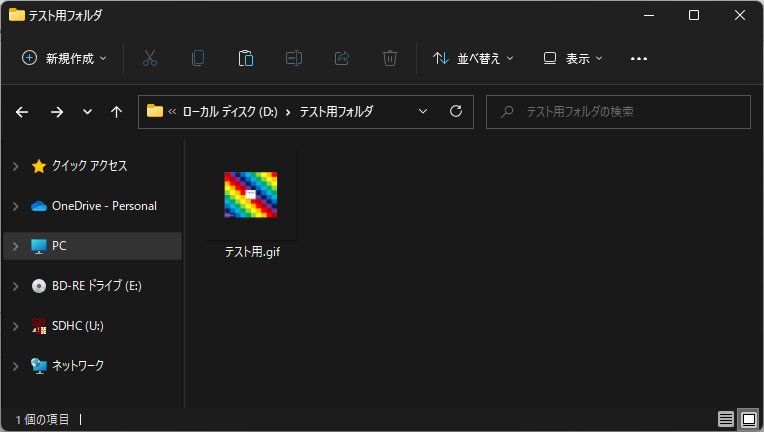 テスト用フォルダ
新規作成
並べ替え
表示
ローカル ディスク (D:)
テスト用フォルダ
テスト用フォルダの検索
クイック アクセス
OneDrive - Personal
PC
BD-RE ドライブ (E:)
SDHC (U:)
ネットワーク
テスト用.gif
1 個の項目